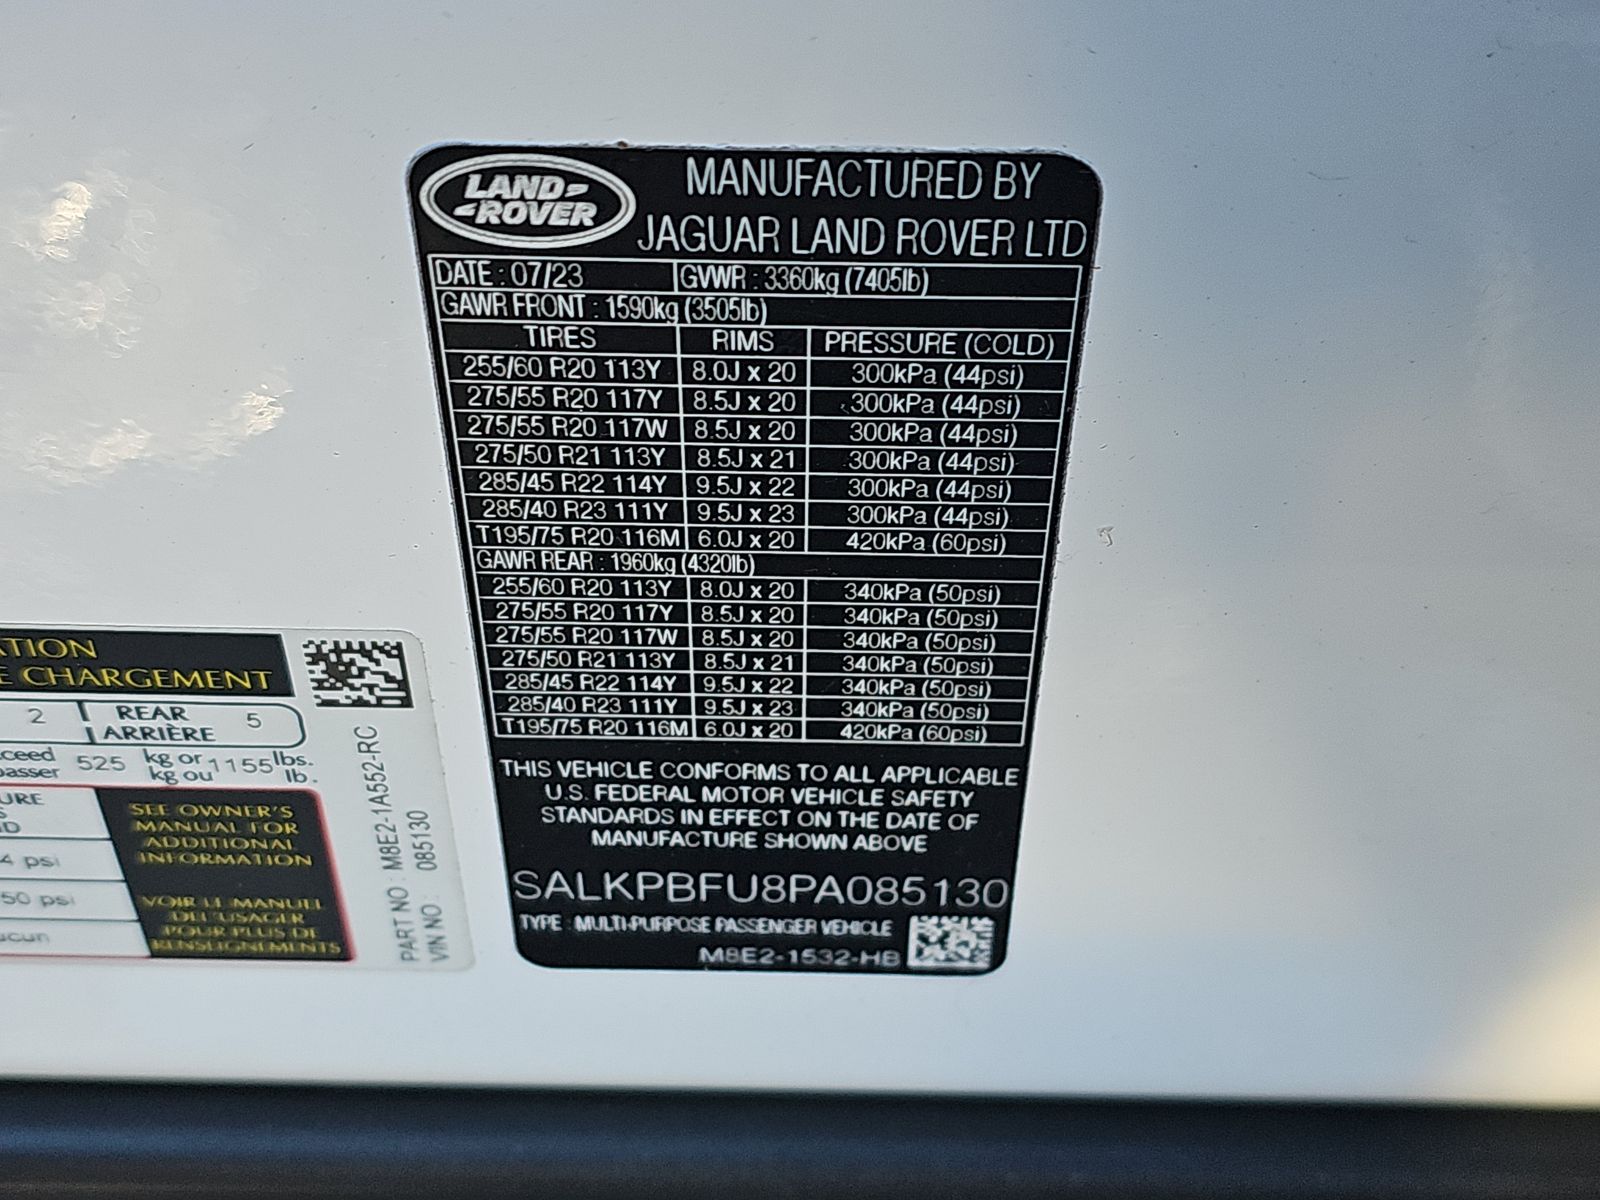 LAND-
-ROVER
MANUFACTURED BY
JAGUAR LAND ROVER LTD
DATE : 07/23 GVWR : 3360kg (7405lb)
GAWR FRONT : 1590kg (3505lb)
TIRES RIMS PRESSURE (COLD)
255/60 R20 113Y 8.0J x 20 300kPa (44psi)
275/55 R20 117Y 8.5J x 20 300kPa (44psi)
275/55 R20 117W 8.5J x 20 300kPa (44psi)
275/50 R21 113Y 8.5J x 21 300kPa (44psi)
285/45 R22 114Y 9.5J x 22 300kPa (44psi)
285/40 R23 111Y 9.5J x 23 300kPa (44psi)
T195/75 R20 116M 6.0J x 20 420kPa (60psi)
GAWR REAR : 1960kg (4320lb)
255/60 R20 113Y 8.0J x 20 340kPa (50psi)
275/55 R20 117Y 8.5J x 20 340kPa (50psi)
275/55 R20 117W 8.5J x 20 340kPa (50psi)
275/50 R21 113Y 8.5J x 21 340kPa (50psi)
285/45 R22 114Y 9.5J x 22 340kPa (50psi)
285/40 R23 111Y 9.5J x 23 340kPa (50psi)
T195/75 R20 116M 6.0J x 20 420kPa (60psi)
THIS VEHICLE CONFORMS TO ALL APPLICABLE
U.S. FEDERAL MOTOR VEHICLE SAFETY
STANDARDS IN EFFECT ON THE DATE OF
MANUFACTURE SHOWN ABOVE
SALKPBFU8PA085130
TYPE : MULTI-PURPOSE PASSENGER VEHICLE
M8E2-1532-HB
ATION
E CHARGEMENT
2 REAR 5
ARRIÈRE
xceed 525 kg or 1155 lbs.
passer kg ou lb.
URE
D
4 psi
50 psi
ucun
SEE OWNER'S
MANUAL FOR
ADDITIONAL
INFORMATION
VOIR LE MANUEL
DE L'USAGER
POUR PLUS DE
RENSEIGNEMENTS
PART NO : M8E2-1A552-RC
VIN NO : 085130